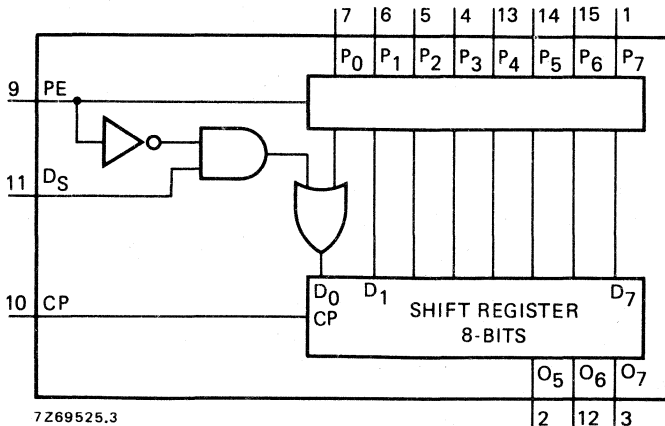 7 6 5 4 13 14 15 1
P0 P1 P2 P3 P4 P5 P6 P7
9 PE
11 DS
D0 D1 D7
10 CP CP SHIFT REGISTER
8-BITS
O5 O6 O7
7Z69525.3 2 12 3